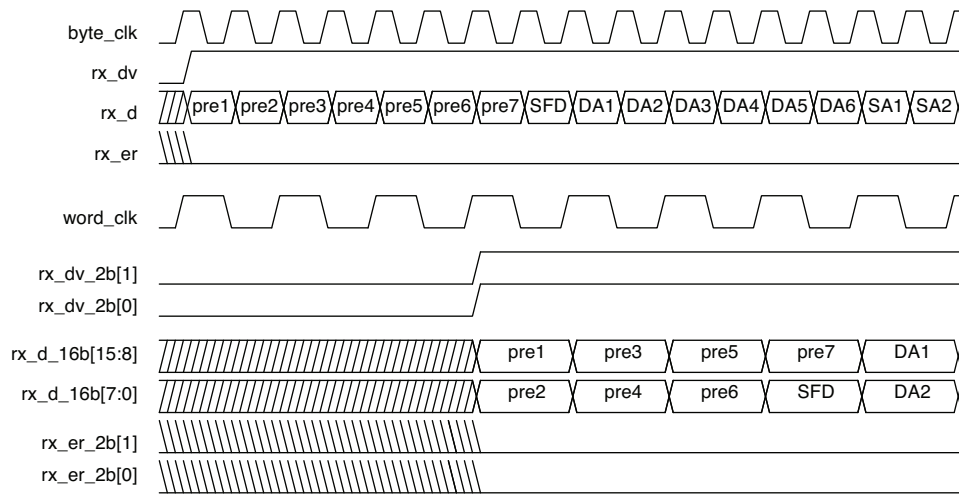 byte_clk
rx_dv
rx_d pre1 pre2 pre3 pre4 pre5 pre6 pre7 SFD DA1 DA2 DA3 DA4 DA5 DA6 SA1 SA2
rx_er
word_clk
rx_dv_2b[1]
rx_dv_2b[0]
rx_d_16b[15:8] pre1 pre3 pre5 pre7 DA1
rx_d_16b[7:0] pre2 pre4 pre6 SFD DA2
rx_er_2b[1]
rx_er_2b[0]